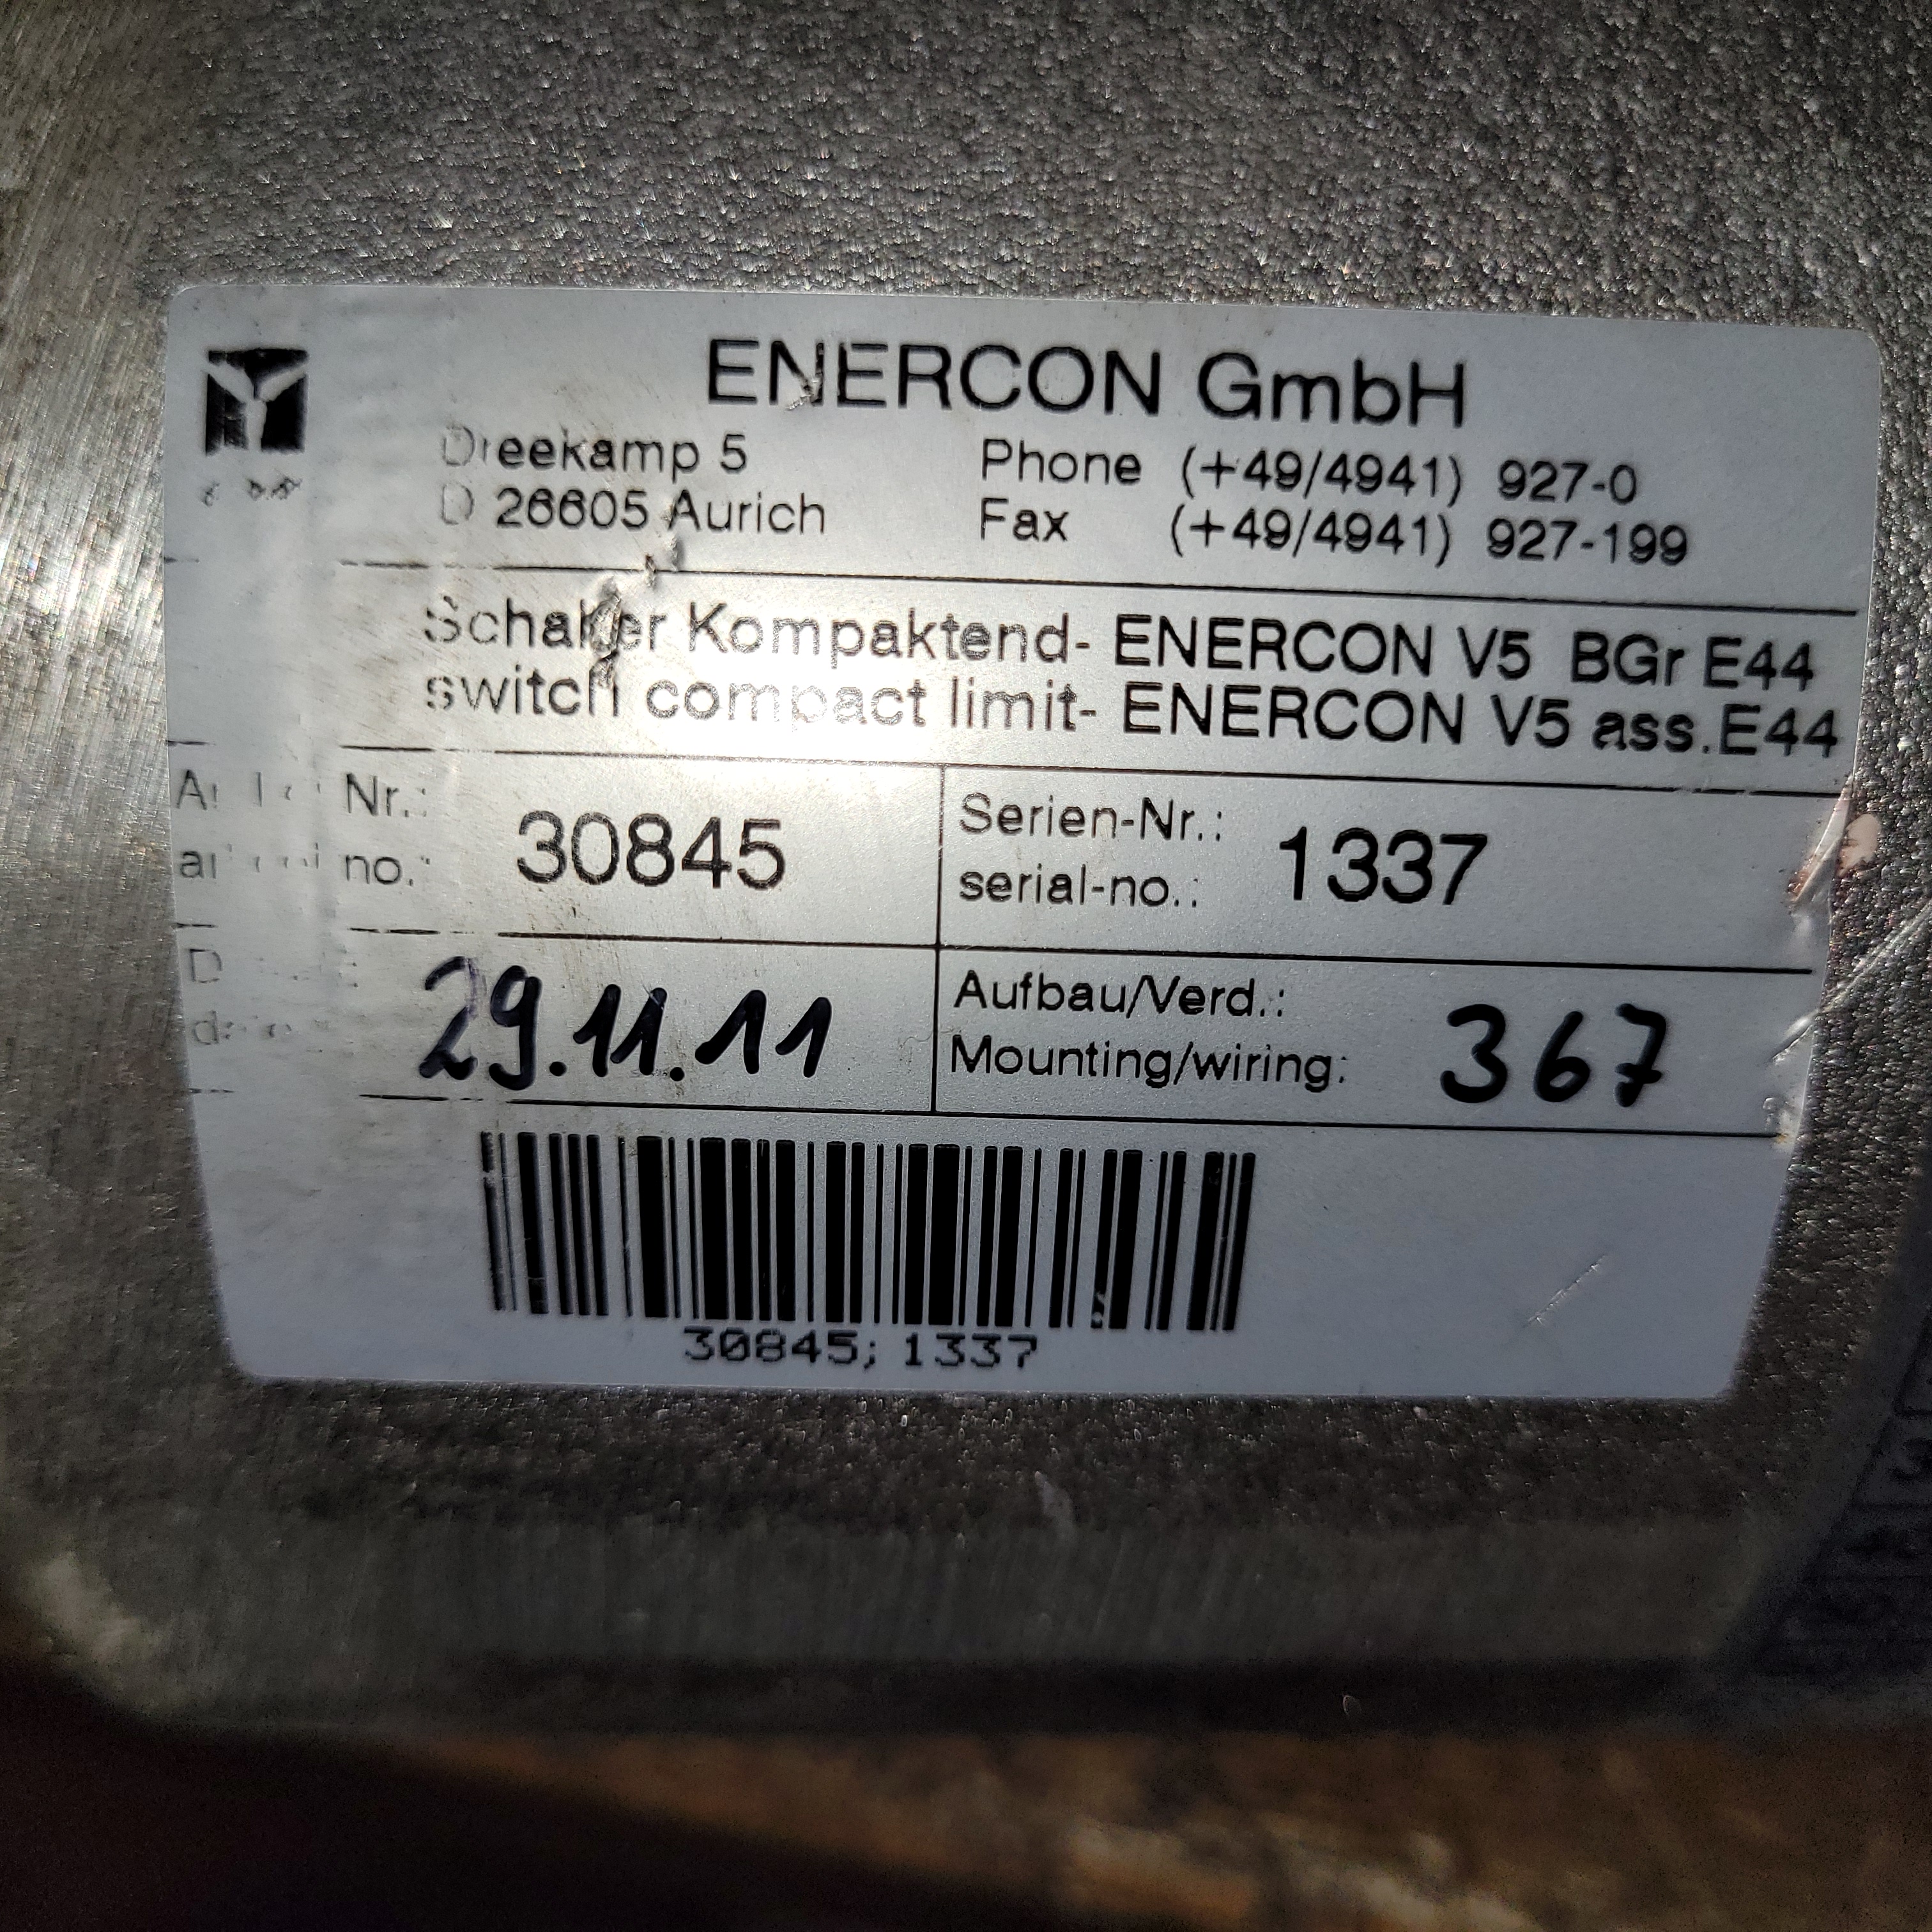 ENERCON GmbH
Dreekamp 5 Phone (+49/4941) 927-0
D 26605 Aurich Fax (+49/4941) 927-199
Schalter Kompaktend- ENERCON V5 BGr E44
switch compact limit- ENERCON V5 ass.E44
Nr.: 30845 Serien-Nr.: 1337
no.: serial-no.:
29.11.11 Aufbau/Verd.: 367
Mounting/wiring:
30845; 1337